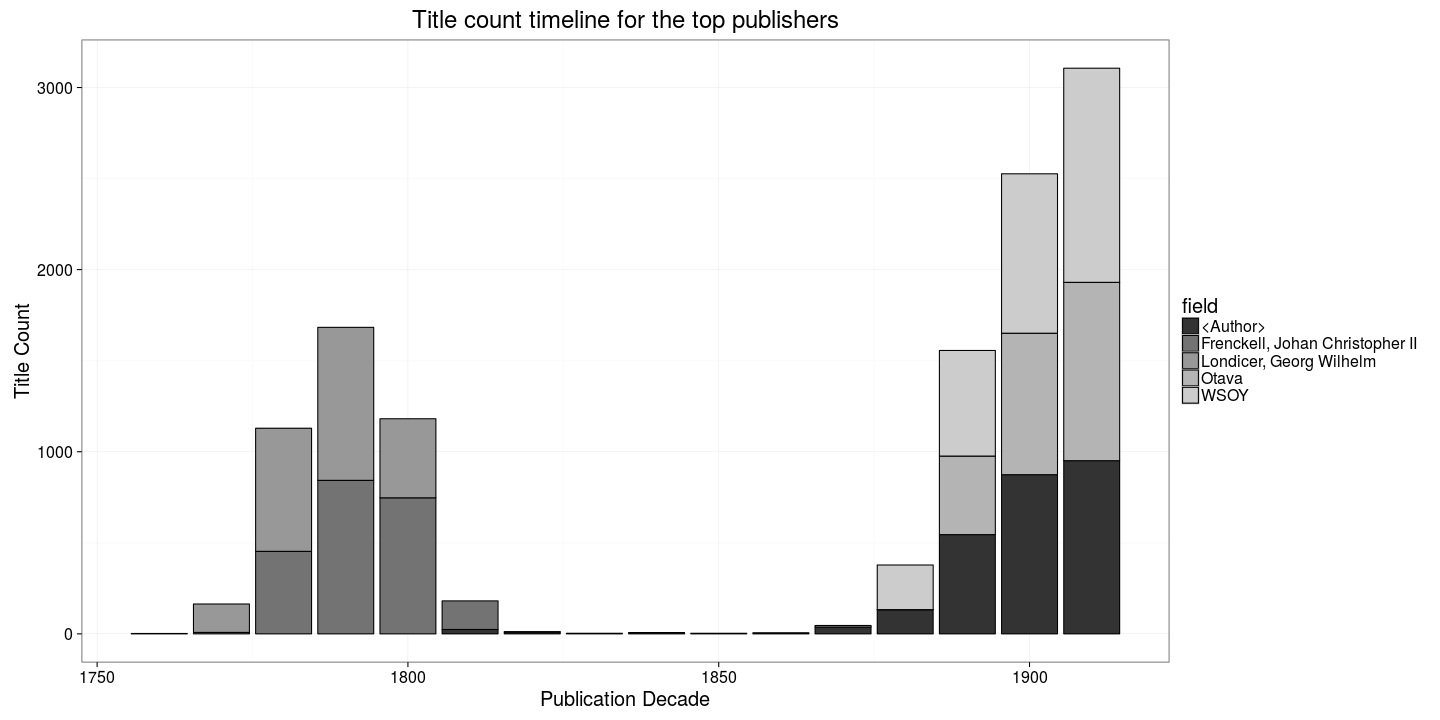 Title count timeline for the top publishers
Title Count
3000
2000
1000
0
1750
1800
1850
1900
Publication Decade
field
<Author>
Frenckell, Johan Christopher II
Londicer, Georg Wilhelm
Otava
WSOY